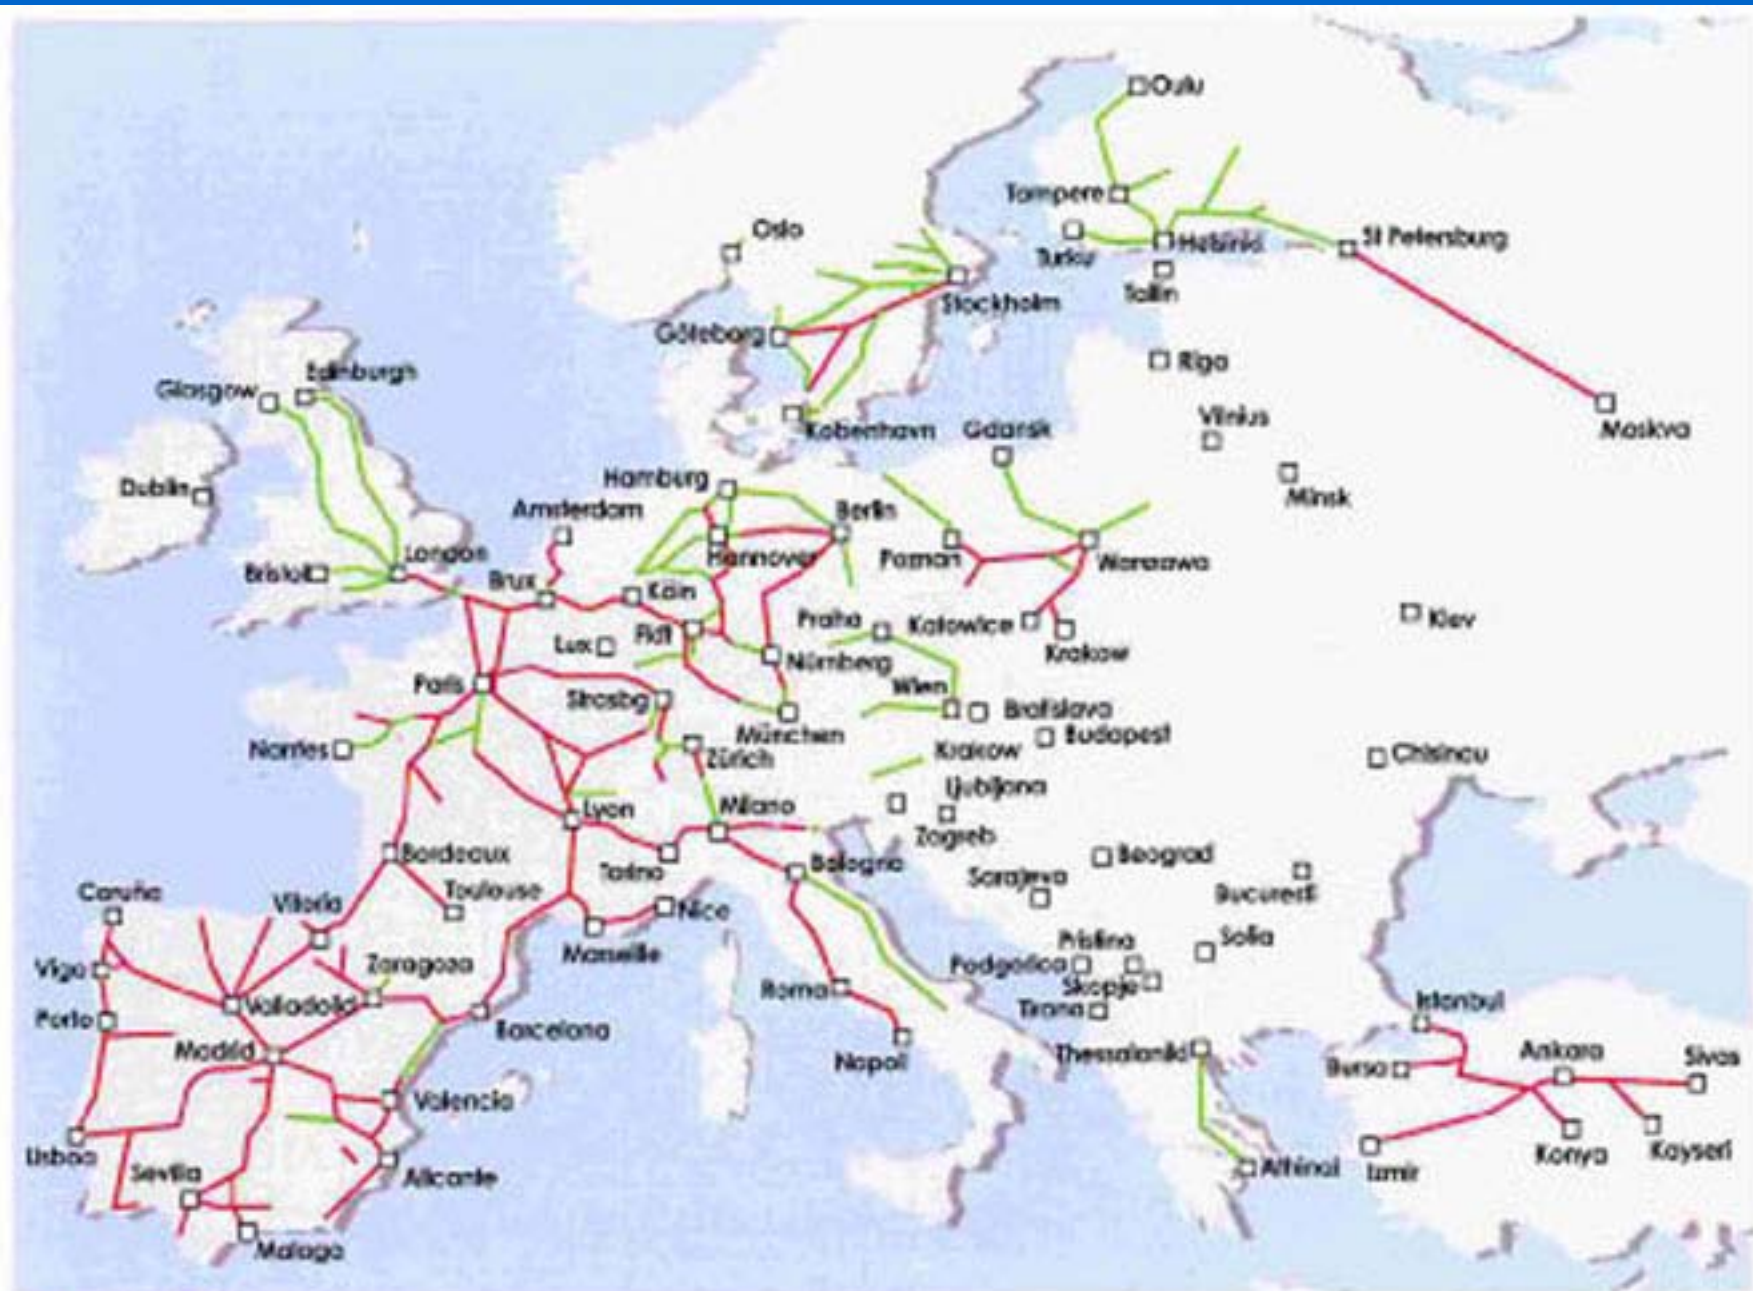 Oulu
Tampere
Oslo
Turku
Helsinki
St Petersburg
Tallin
Stockholm
Göteborg
Riga
Edinburgh
Glasgow
Moskva
Vilnius
Kobenhavn
Gdansk
Hamburg
Dublin
Minsk
Amsterdam
Berlin
London
Hannover
Poznan
Warszawa
Bristol
Brux
Köln
Praha
Katowice
Kiev
Lux
Nürnberg
Krakow
Paris
Wien
Strasbg
Bratislava
München
Nantes
Zürich
Krakow
Budapest
Chisinau
Ljubljana
Lyon
Milano
Zagreb
Bordeaux
Torino
Bologna
Beograd
Sarajeva
Bucuresti
Coruña
Vitoria
Toulouse
Nice
Marseille
Pristina
Sofia
Vigo
Zaragoza
Podgorica
Skopje
Roma
Valladolid
Tirana
Istanbul
Porto
Barcelona
Madrid
Napoli
Thessaloniki
Bursa
Ankara
Sivas
Valencia
Lisboa
Sevilla
Alicante
Athinai
Izmir
Konya
Kayseri
Malaga